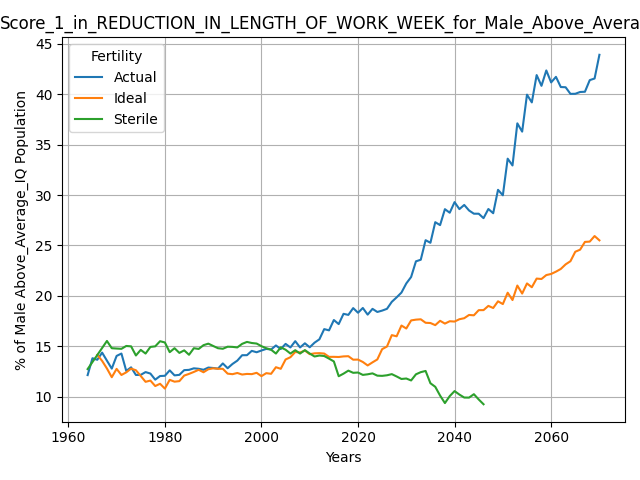 Score_1_in_REDUCTION_IN_LENGTH_OF_WORK_WEEK_for_Male_Above_Avera
Fertility
Actual
Ideal
Sterile
% of Male Above_Average_IQ Population
45
40
35
30
25
20
15
10
1960 1980 2000 2020 2040 2060
Years